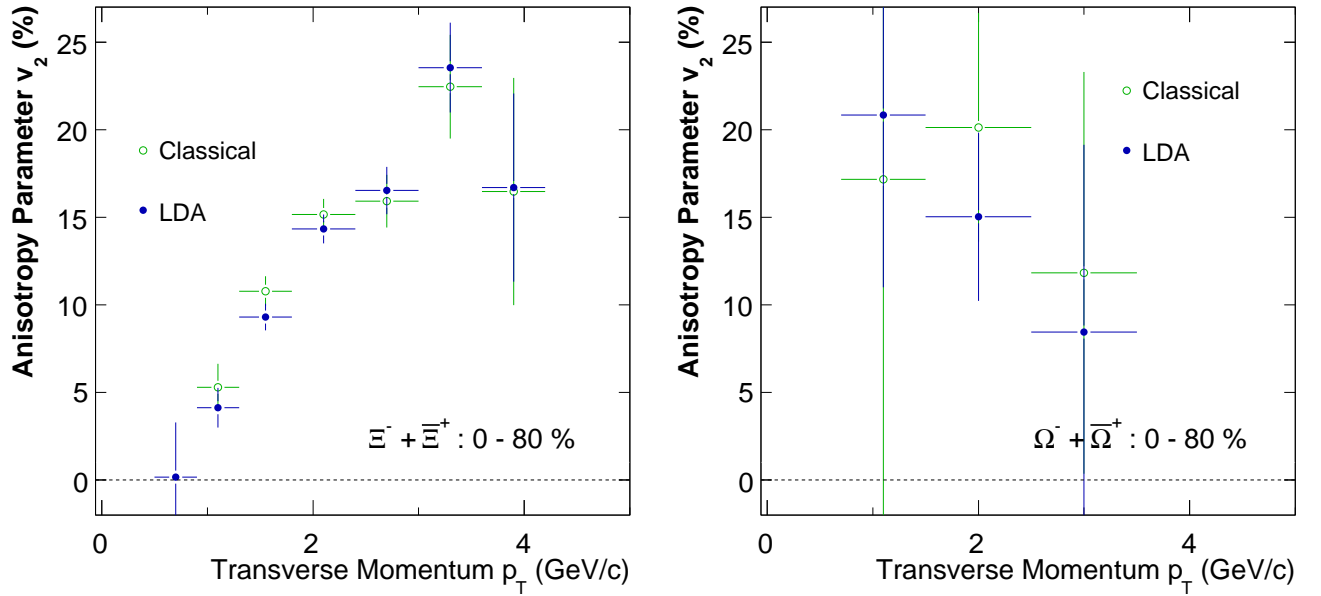 Anisotropy Parameter v₂ (%)
25
20
15
10
5
0
Classical
LDA
Ξ⁻ + Ξ̅⁺ : 0 - 80 %
0 2 4
Transverse Momentum p_T (GeV/c)
Anisotropy Parameter v₂ (%)
25
20
15
10
5
0
Classical
LDA
Ω⁻ + Ω̅⁺ : 0 - 80 %
0 2 4
Transverse Momentum p_T (GeV/c)